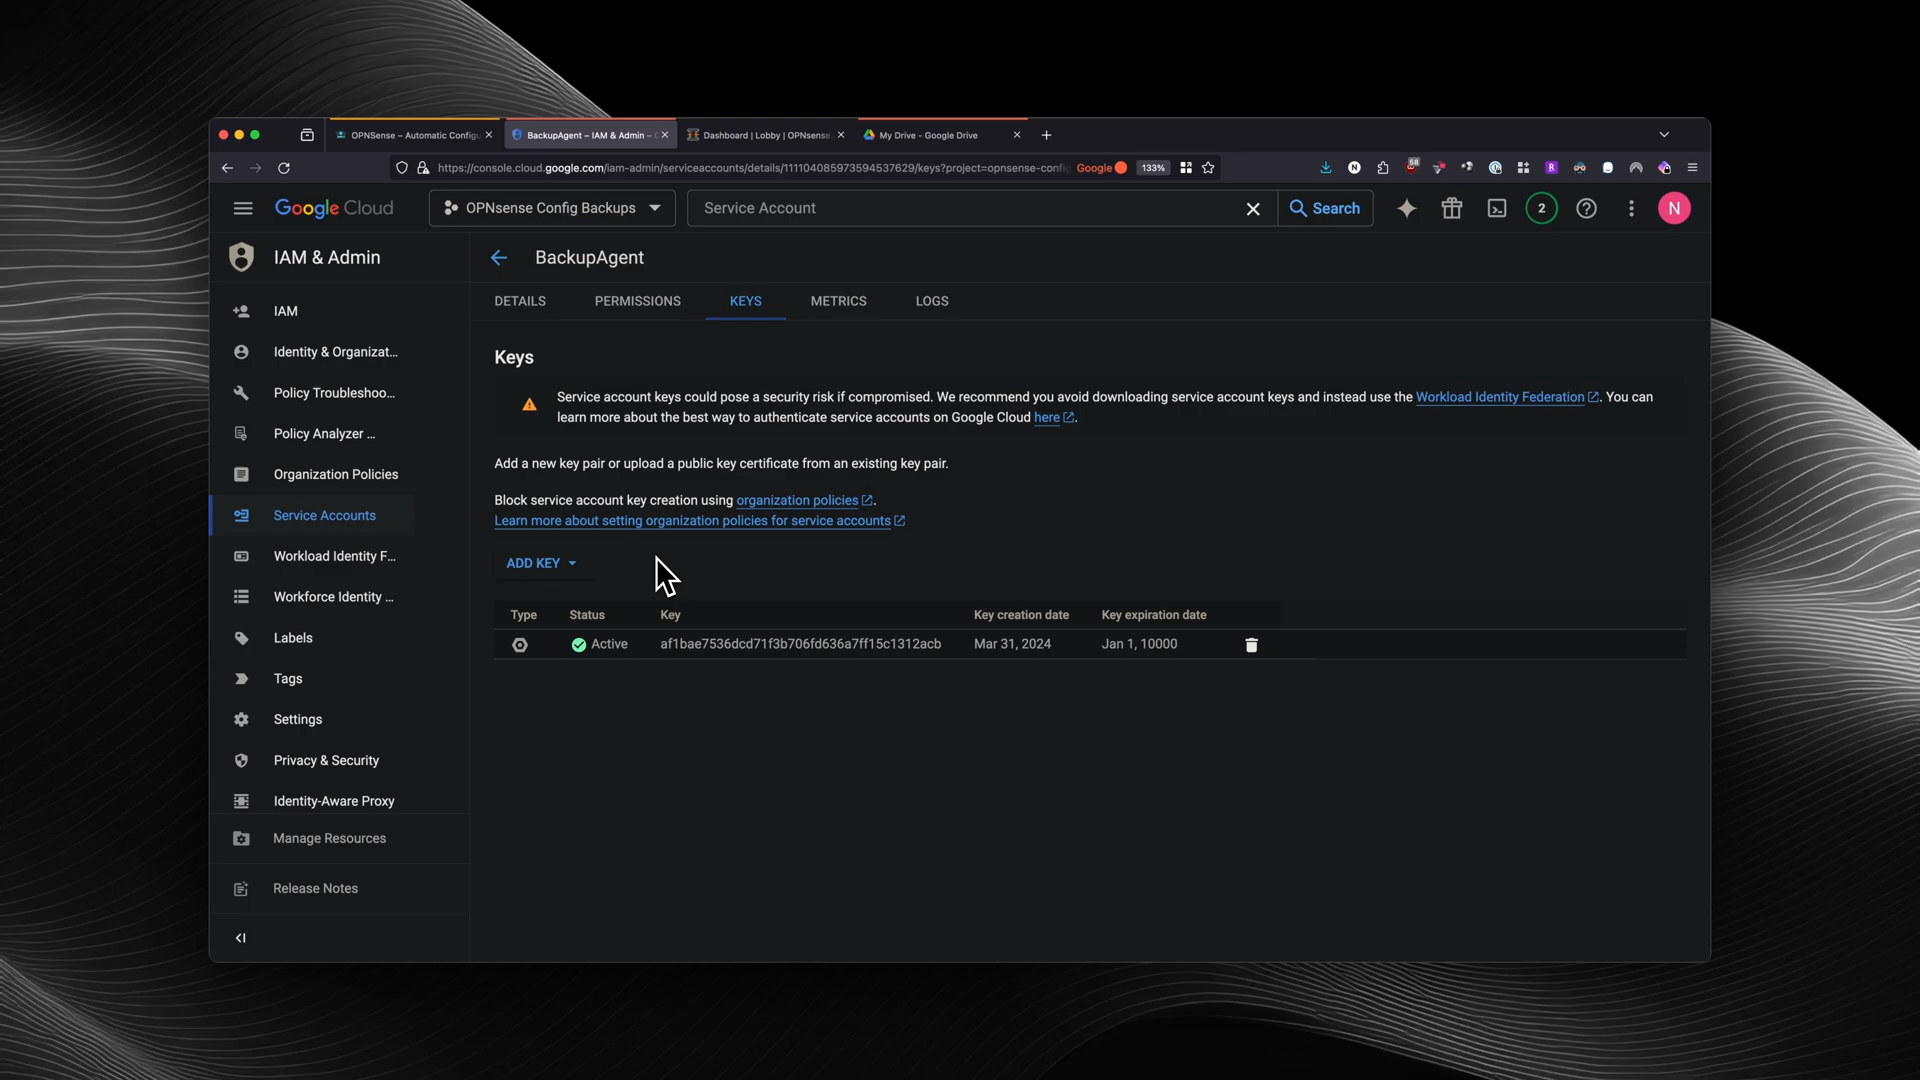 OPNSense – Automatic Configu
BackupAgent – IAM & Admin –
Dashboard | Lobby | OPNsense.
My Drive - Google Drive
https://console.cloud.google.com/iam-admin/serviceaccounts/details/111104085973594537629/keys?project=opnsense-confi
Google
133%
58
Google Cloud
OPNsense Config Backups
Service Account
Search
2
N
IAM & Admin
BackupAgent
DETAILS
PERMISSIONS
KEYS
METRICS
LOGS
IAM
Identity & Organizat...
Policy Troubleshoo...
Policy Analyzer ...
Organization Policies
Service Accounts
Workload Identity F...
Workforce Identity ...
Labels
Tags
Settings
Privacy & Security
Identity-Aware Proxy
Manage Resources
Release Notes
Keys
Service account keys could pose a security risk if compromised. We recommend you avoid downloading service account keys and instead use the Workload Identity Federation. You can
learn more about the best way to authenticate service accounts on Google Cloud here.
Add a new key pair or upload a public key certificate from an existing key pair.
Block service account key creation using organization policies.
Learn more about setting organization policies for service accounts
ADD KEY
Type Status Key Key creation date Key expiration date
Active af1bae7536dcd71f3b706fd636a7ff15c1312acb Mar 31, 2024 Jan 1, 10000